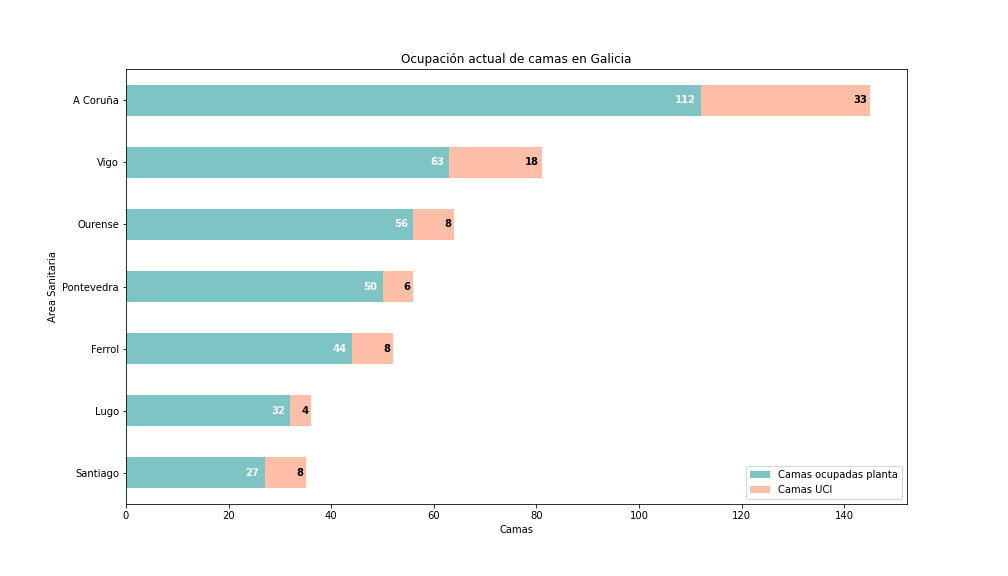 Ocupación actual de camas en Galicia
A Coruña
112
33
Vigo
63
18
Ourense
56
8
Area Sanitaria
Pontevedra
50
6
Ferrol
44
8
Lugo
32
4
Santiago
27
8
Camas ocupadas planta
Camas UCI
0 20 40 60 80 100 120 140
Camas